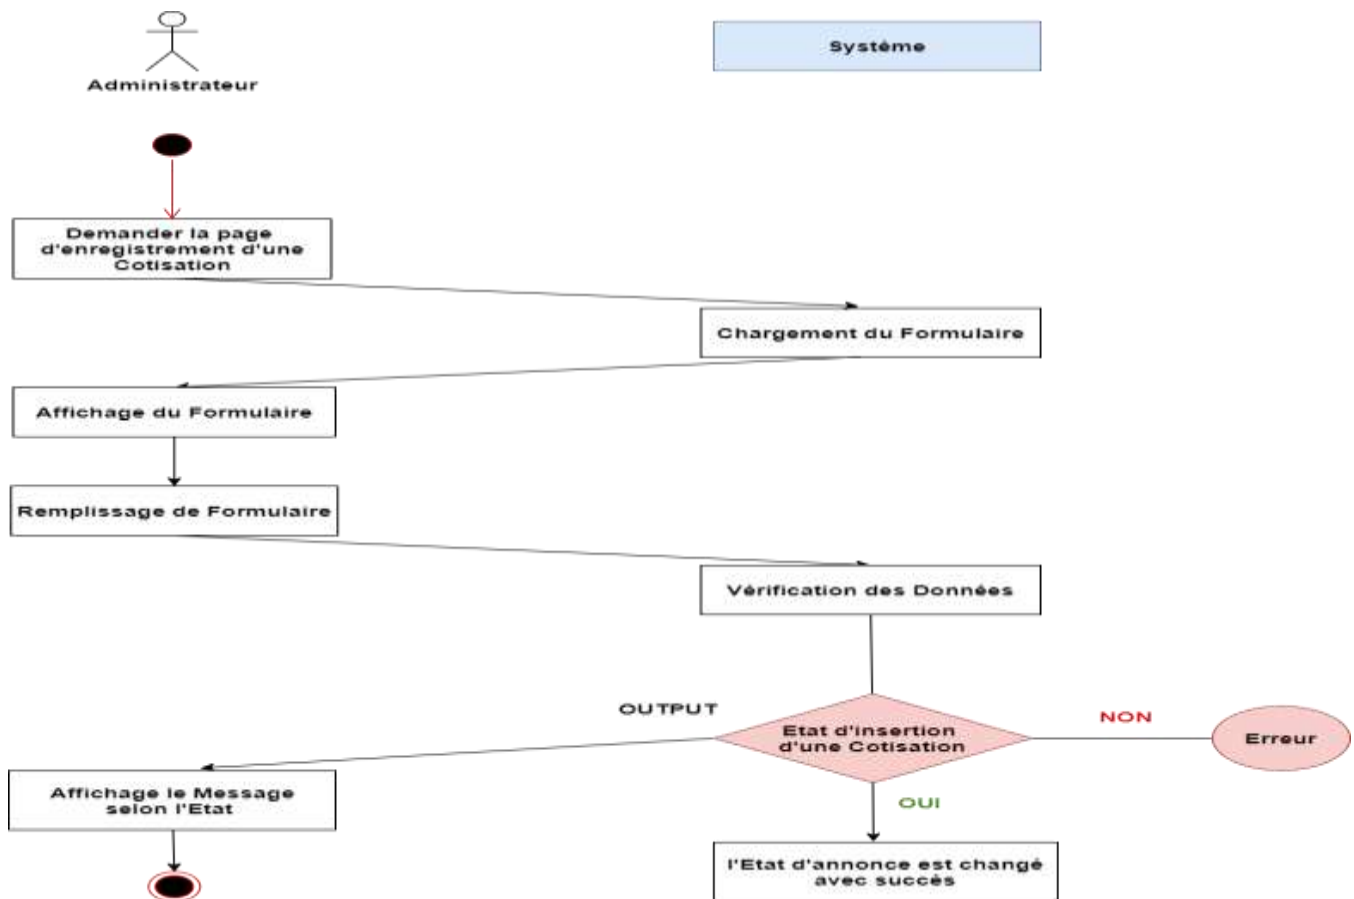 Administrateur
Système
Demander la page
d'enregistrement d'une
Cotisation
Chargement du Formulaire
Affichage du Formulaire
Remplissage de Formulaire
Vérification des Données
OUTPUT
Etat d'insertion
d'une Cotisation
NON
Erreur
Affichage le Message
selon l'Etat
OUI
l'Etat d'annonce est changé
avec succès